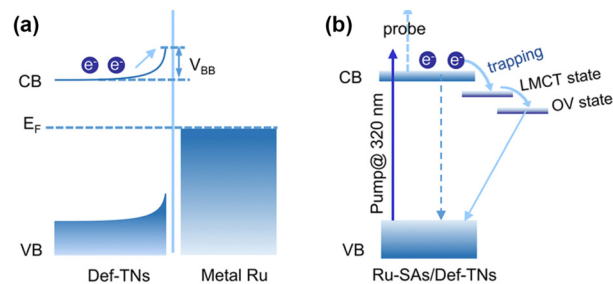 (a)
e⁻ e⁻
V_BB
CB
E_F
VB
Def-TNs
Metal Ru
(b)
probe
e⁻ e⁻
trapping
CB
LMCT state
OV state
Pump@ 320 nm
VB
Ru-SAs/Def-TNs